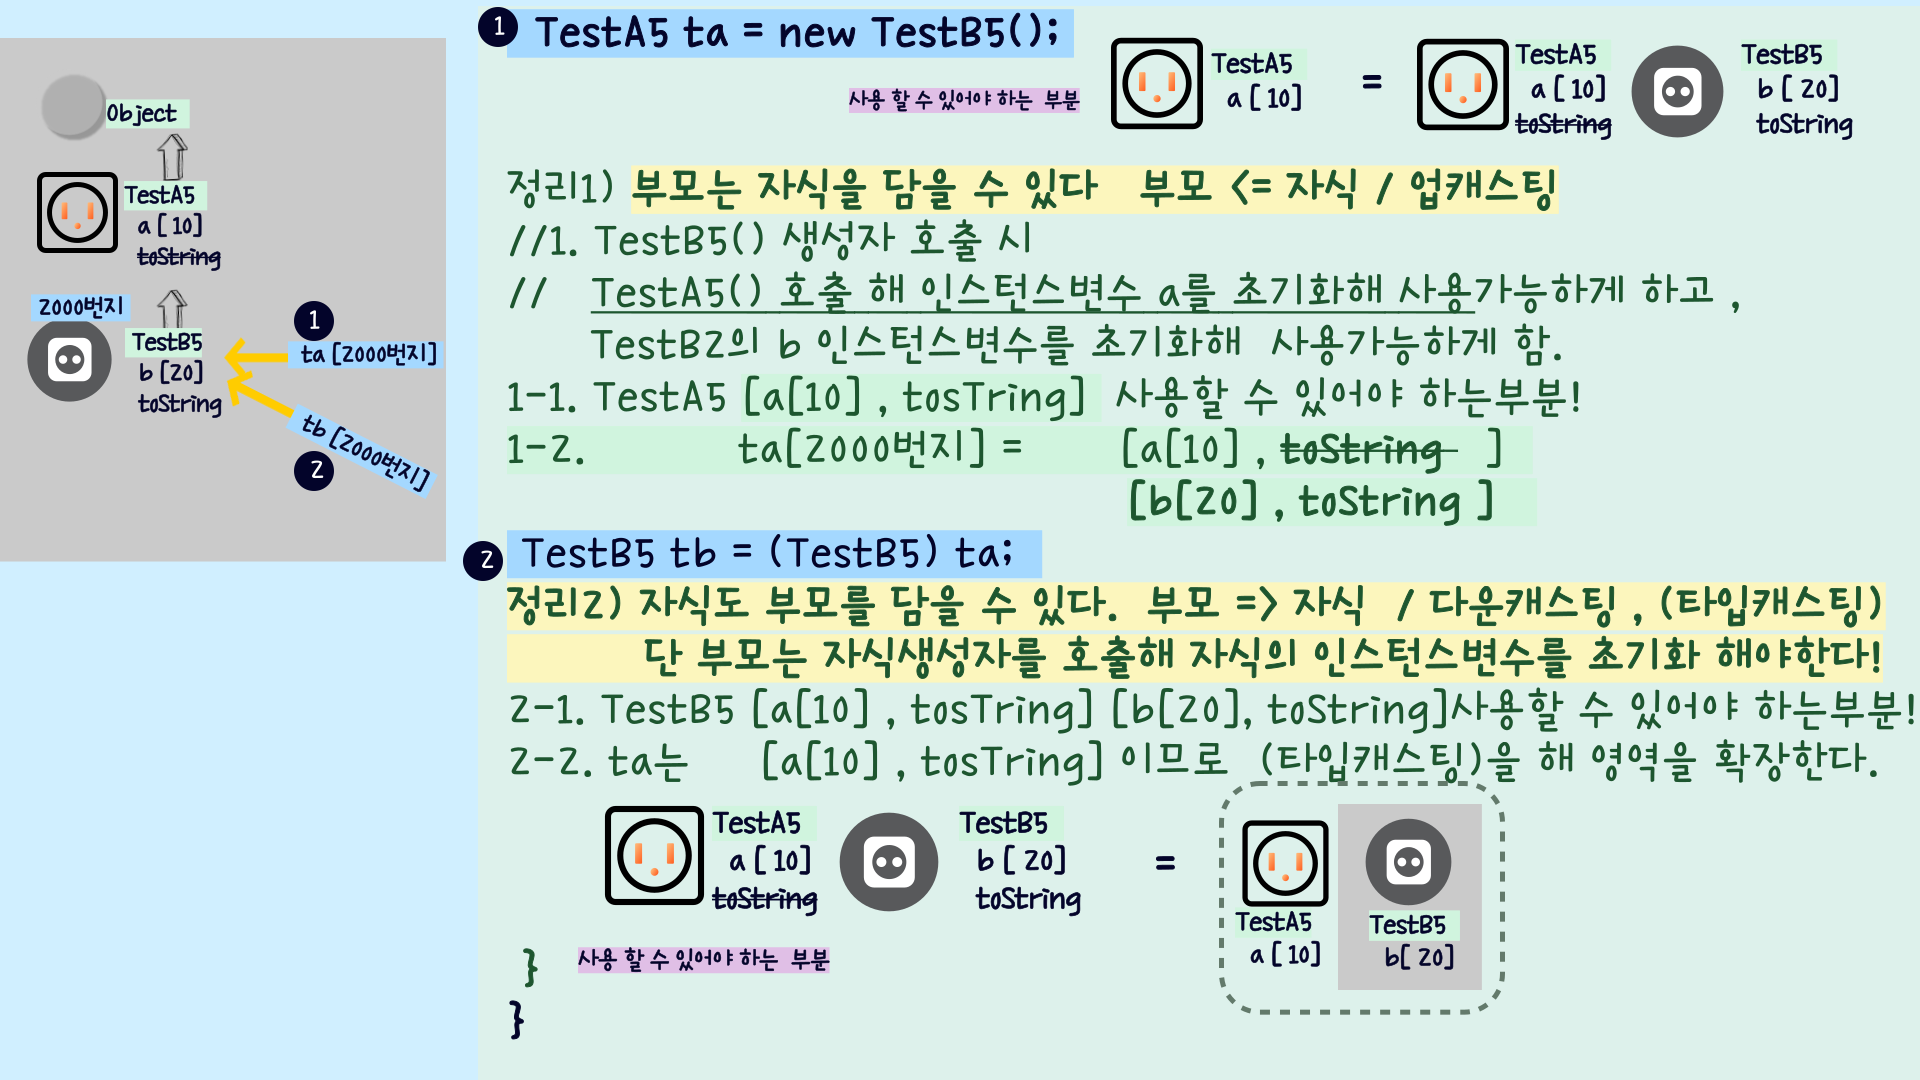 Object
TestA5
a [ 10]
toString
2000번지
TestB5
b [20]
toString
1
ta [2000번지]
tb [2000번지]
2
1 TestA5 ta = new TestB5();
사용 할 수 있어야 하는 부분
TestA5
a [ 10]
=
TestA5
a [ 10]
toString
TestB5
b [ 20]
toString
정리1) 부모는 자식을 담을 수 있다 부모 <= 자식 / 업캐스팅
//1. TestB5() 생성자 호출 시
// TestA5() 호출 해 인스턴스변수 a를 초기화해 사용가능하게 하고 ,
TestB2의 b 인스턴스변수를 초기화해 사용가능하게 함.
1-1. TestA5 [a[10] , tosTring] 사용할 수 있어야 하는부분!
1-2. ta[2000번지] = [a[10] , toString ]
[b[20] , toString ]
2 TestB5 tb = (TestB5) ta;
정리2) 자식도 부모를 담을 수 있다. 부모 => 자식 / 다운캐스팅 , (타입캐스팅)
단 부모는 자식생성자를 호출해 자식의 인스턴스변수를 초기화 해야한다!
2-1. TestB5 [a[10] , tosTring] [b[20], toString]사용할 수 있어야 하는부분!
2-2. ta는 [a[10] , tosTring] 이므로 (타입캐스팅)을 해 영역을 확장한다.
TestA5
a [ 10]
toString
TestB5
b [ 20]
toString
=
TestA5
a [ 10]
TestB5
b[ 20]
} 사용 할 수 있어야 하는 부분
}